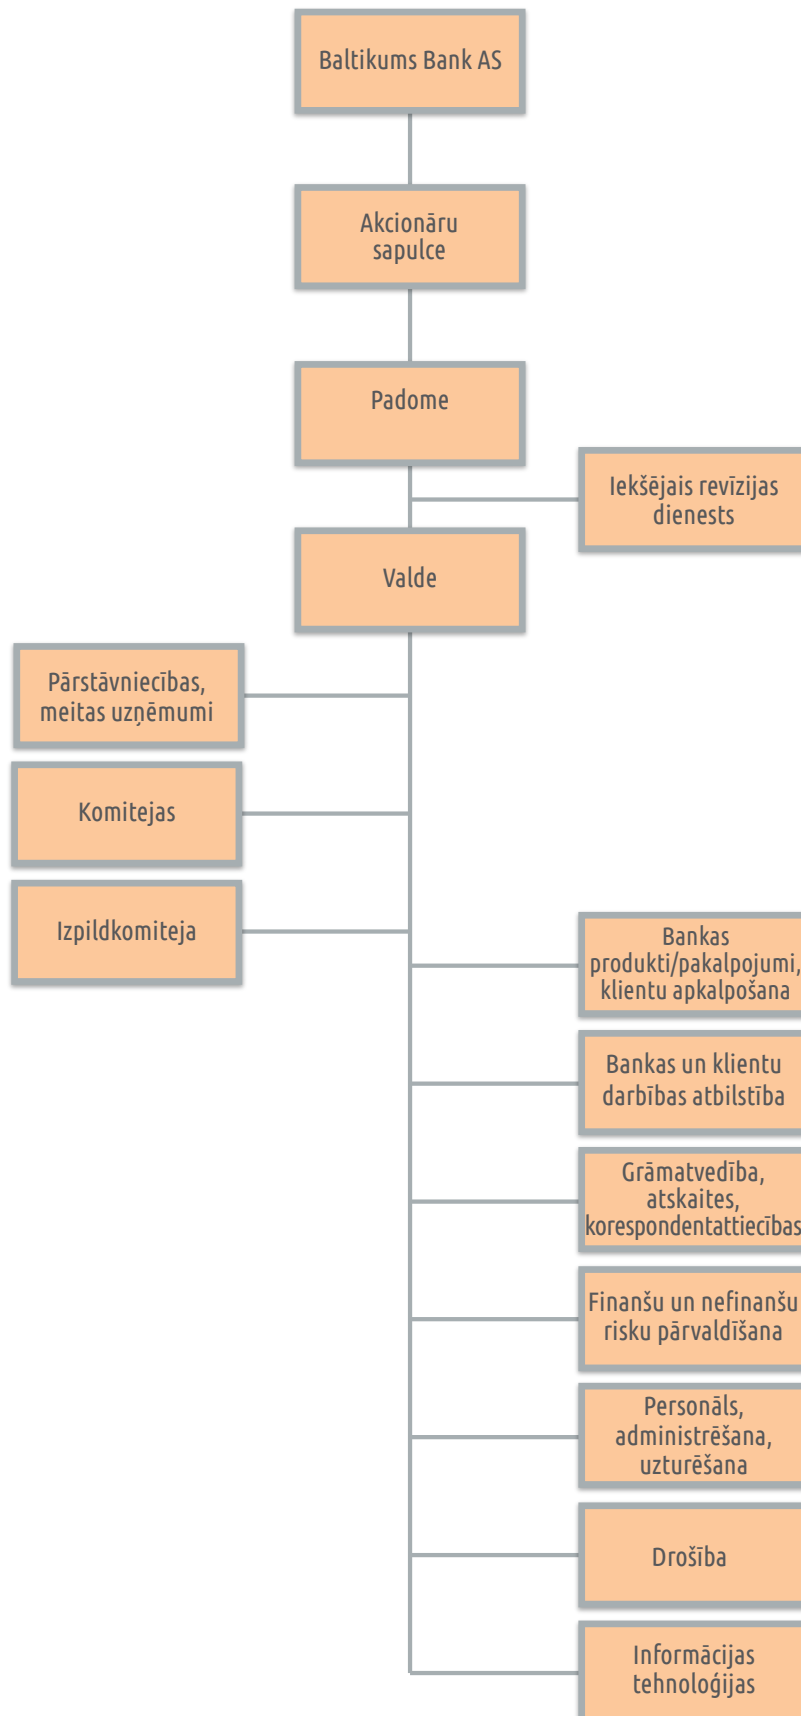 Baltikums Bank AS
Akcionāru
sapulce
Padome
Iekšējais revīzijas
dienests
Valde
Pārstāvniecības,
meitas uzņēmumi
Komitejas
Izpildkomiteja
Bankas
produkti/pakalpojumi,
klientu apkalpošana
Bankas un klientu
darbības atbilstība
Grāmatvedība,
atskaites,
korespondentattiecības
Finanšu un nefinanšu
risku pārvaldīšana
Personāls,
administrēšana,
uzturēšana
Drošība
Informācijas
tehnoloģijas